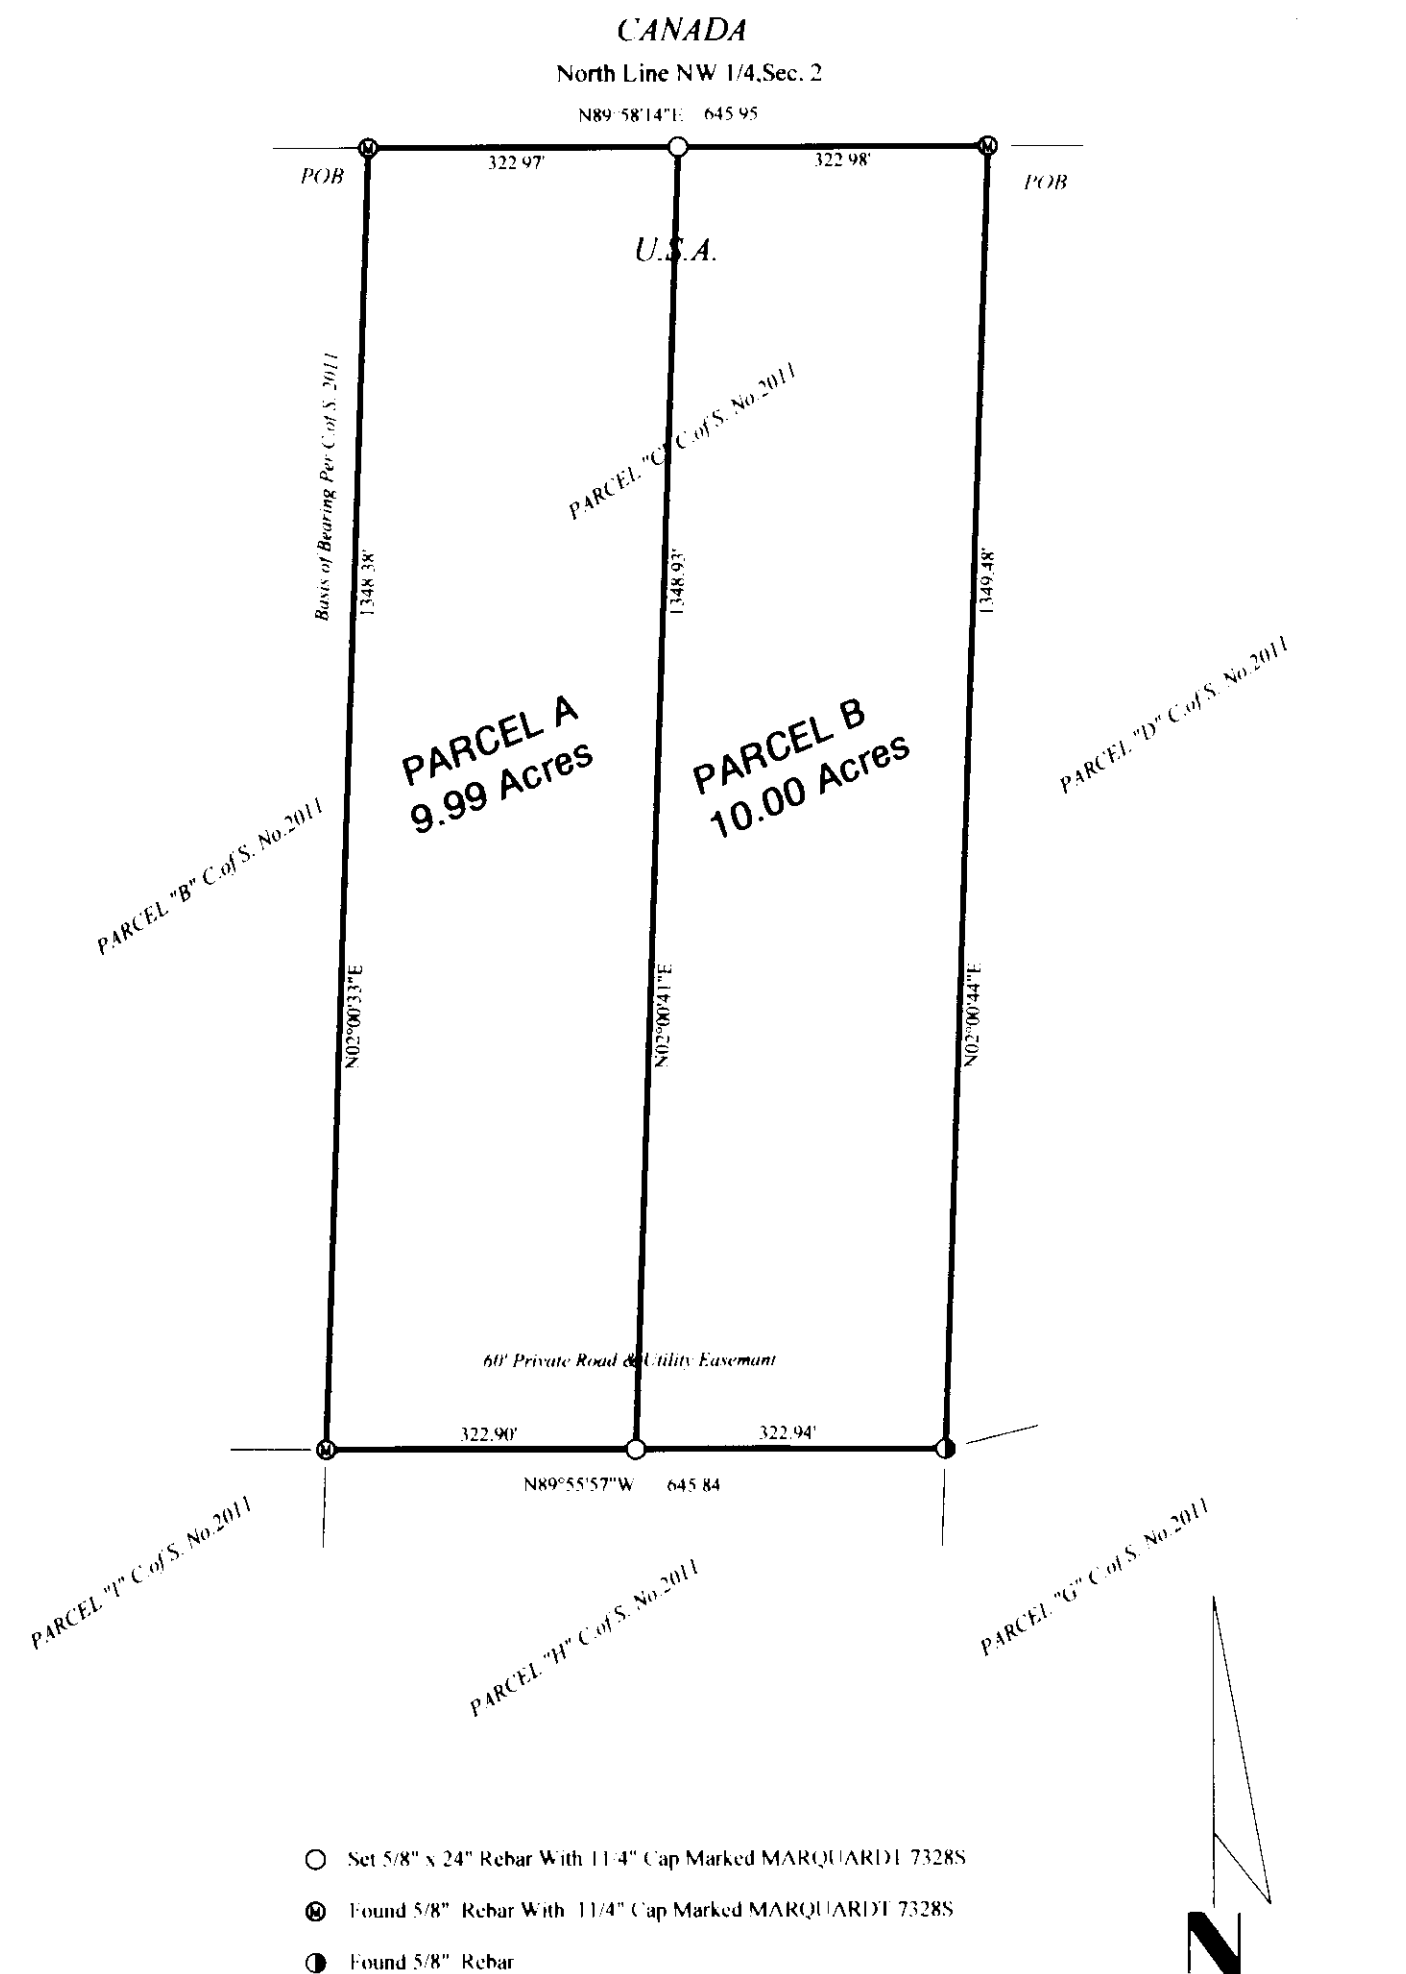 CANADA
North Line NW 1/4,Sec. 2
N89°58'14"E 645 95
322 97'
322 98'
POB
POB
U.S.A.
Basis of Bearing Per C.of S. 2011
PARCEL "C" C.of S. No.2011
1348 38'
1348.93'
1349.48'
PARCEL A
9.99 Acres
PARCEL B
10.00 Acres
PARCEL "D" C.of S. No.2011
PARCEL "B" C.of S. No.2011
N02°00'33"E
N02°00'41"E
N02°00'44"E
60' Private Road & Utility Easemant
322.90'
322.94'
N89°55'57"W 645 84
PARCEL "I" C.of S. No.2011
PARCEL "H" C.of S. No.2011
PARCEL "G" C.of S. No.2011
Set 5/8" x 24" Rebar With 11/4" Cap Marked MARQUARDT 7328S
M Found 5/8" Rebar With 11/4" Cap Marked MARQUARDT 7328S
Found 5/8" Rebar
N